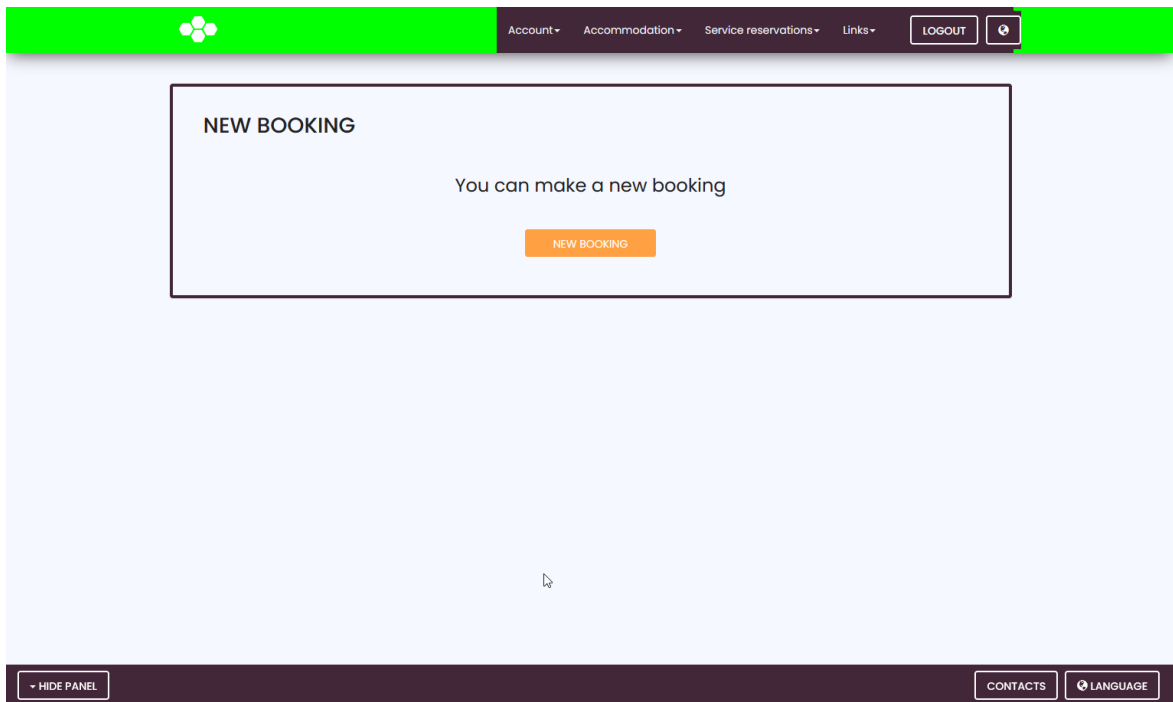 Account Accommodation Service reservations Links LOGOUT
NEW BOOKING
You can make a new booking
NEW BOOKING
HIDE PANEL CONTACTS LANGUAGE